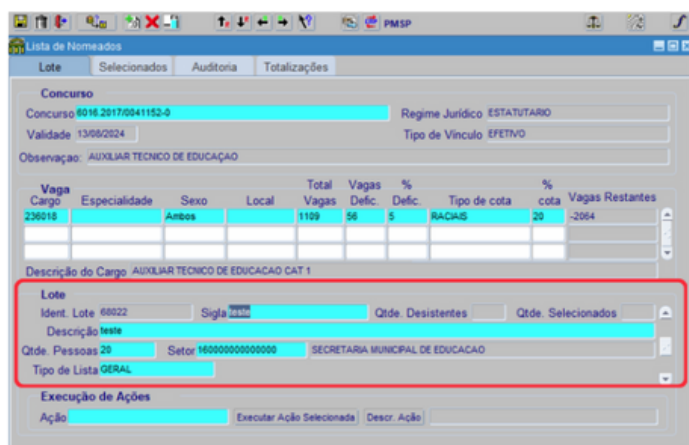 PMSP
Lista de Nomeados
Lote Selecionados Auditoria Totalizações
Concurso
Concurso 6016.2017/0041152-0 Regime Jurídico ESTATUTARIO
Validade 13/08/2024 Tipo de Vínculo EFETIVO
Observaçao: AUXILIAR TECNICO DE EDUCAÇAO
Vaga
Cargo Especialidade Sexo Local Total Vagas Vagas Defic. % Defic. Tipo de cota % cota Vagas Restantes
236018 Ambos 1109 56 5 RACIAIS 20 -2064
Descrição do Cargo AUXILIAR TECNICO DE EDUCACAO CAT 1
Lote
Ident. Lote 68022 Sigla teste Qtde. Desistentes Qtde. Selecionados
Descrição teste
Qtde. Pessoas 20 Setor 160000000000000 SECRETARIA MUNICIPAL DE EDUCACAO
Tipo de Lista GERAL
Execução de Ações
Ação Executar Ação Selecionada Descr. Ação